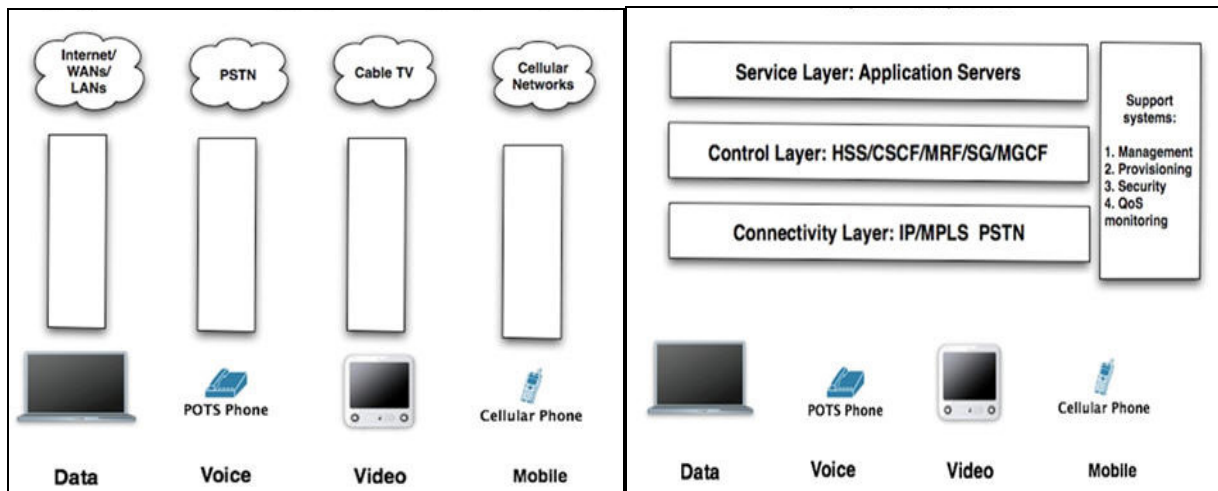 Internet/
WANs/
LANs
PSTN
Cable TV
Cellular
Networks
POTS Phone
Cellular Phone
Data
Voice
Video
Mobile
Service Layer: Application Servers
Control Layer: HSS/CSCF/MRF/SG/MGCF
Connectivity Layer: IP/MPLS PSTN
Support
systems:
1. Management
2. Provisioning
3. Security
4. QoS
monitoring
POTS Phone
Cellular Phone
Data
Voice
Video
Mobile